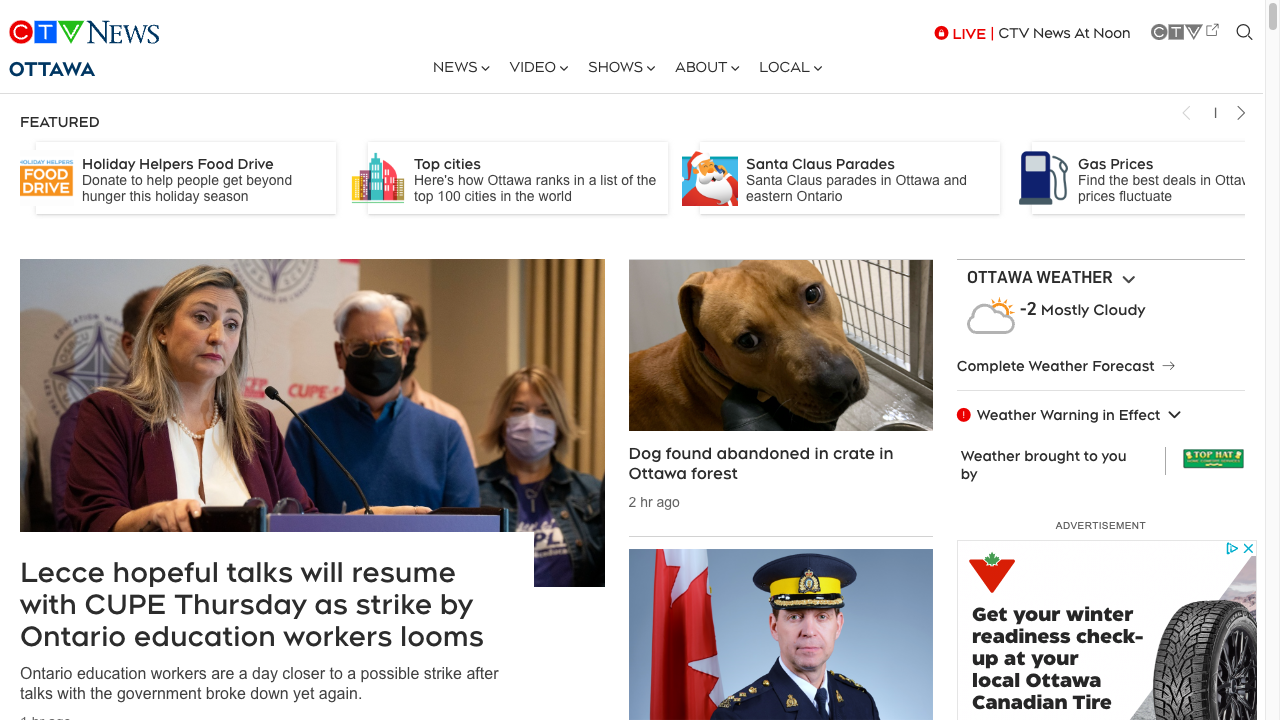 CTV NEWS
LIVE | CTV News At Noon
CTV
OTTAWA
NEWS
VIDEO
SHOWS
ABOUT
LOCAL
FEATURED
HOLIDAY HELPERS
FOOD
DRIVE
Holiday Helpers Food Drive
Donate to help people get beyond
hunger this holiday season
Top cities
Here's how Ottawa ranks in a list of the
top 100 cities in the world
Santa Claus Parades
Santa Claus parades in Ottawa and
eastern Ontario
Gas Prices
Find the best deals in
prices fluctuate
CUPE
Lecce hopeful talks will resume
with CUPE Thursday as strike by
Ontario education workers looms
Ontario education workers are a day closer to a possible strike after
talks with the government broke down yet again.
Dog found abandoned in crate in
Ottawa forest
2 hr ago
OTTAWA WEATHER
-2 Mostly Cloudy
Complete Weather Forecast
Weather Warning in Effect
Weather brought to you
by
TOP HAT
ADVERTISEMENT
Get your winter
readiness check-
up at your
local Ottawa
Canadian Tire